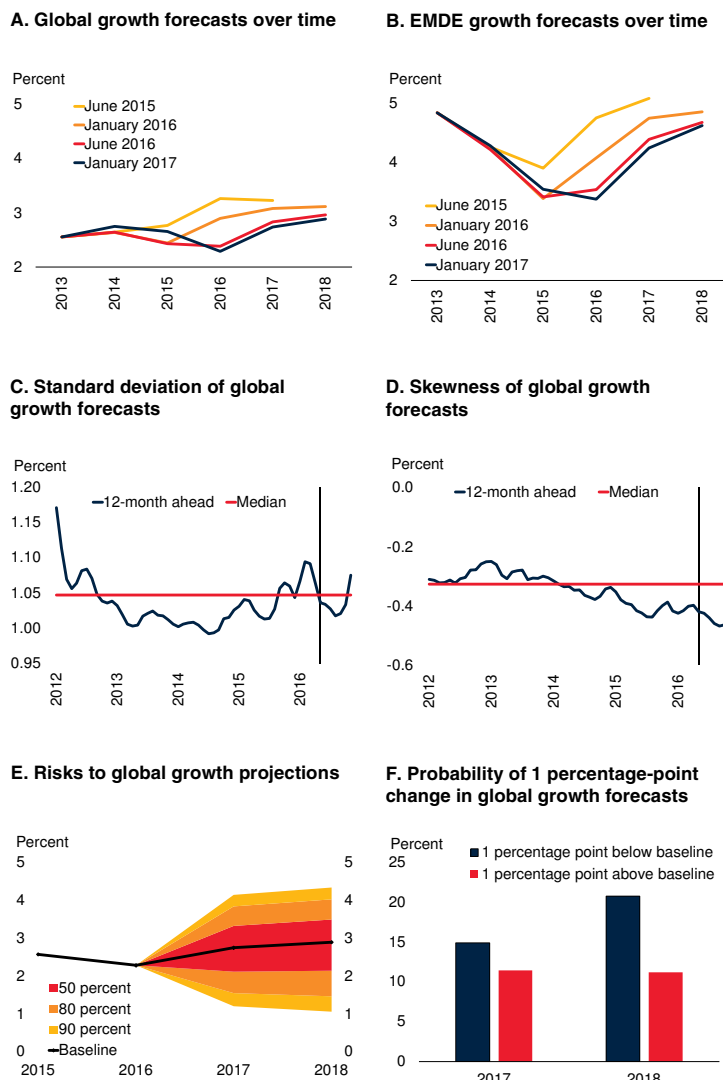 A. Global growth forecasts over time
Percent
5
4
3
2
June 2015
January 2016
June 2016
January 2017
2013
2014
2015
2016
2017
2018
B. EMDE growth forecasts over time
Percent
5
4
3
2
June 2015
January 2016
June 2016
January 2017
2013
2014
2015
2016
2017
2018
C. Standard deviation of global
growth forecasts
Percent
1.20
1.15
1.10
1.05
1.00
0.95
12-month ahead
Median
2012
2013
2014
2015
2016
D. Skewness of global growth
forecasts
Percent
0.0
-0.2
-0.4
-0.6
12-month ahead
Median
2012
2013
2014
2015
2016
E. Risks to global growth projections
Percent
5
4
3
2
1
0
5
4
3
2
1
0
50 percent
80 percent
90 percent
Baseline
2015
2016
2017
2018
F. Probability of 1 percentage-point
change in global growth forecasts
Percent
25
20
15
10
5
0
1 percentage point below baseline
1 percentage point above baseline
2017
2018